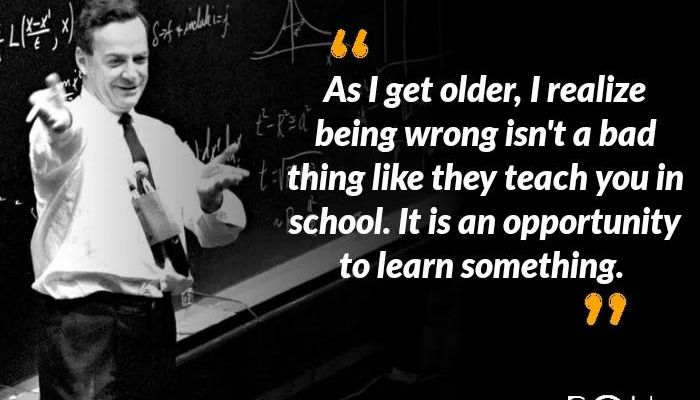 “
As I get older, I realize
being wrong isn't a bad
thing like they teach you in
school. It is an opportunity
to learn something.
”